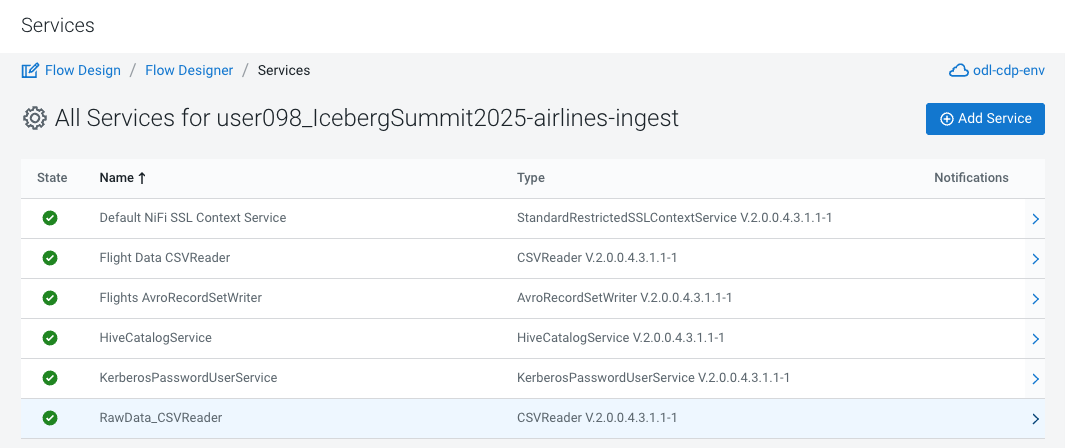 Services
Flow Design / Flow Designer / Services odl-cdp-env
All Services for user098_IcebergSummit2025-airlines-ingest Add Service
State Name ↑ Type Notifications
Default NiFi SSL Context Service StandardRestrictedSSLContextService V.2.0.0.4.3.1.1-1
Flight Data CSVReader CSVReader V.2.0.0.4.3.1.1-1
Flights AvroRecordSetWriter AvroRecordSetWriter V.2.0.0.4.3.1.1-1
HiveCatalogService HiveCatalogService V.2.0.0.4.3.1.1-1
KerberosPasswordUserService KerberosPasswordUserService V.2.0.0.4.3.1.1-1
RawData_CSVReader CSVReader V.2.0.0.4.3.1.1-1